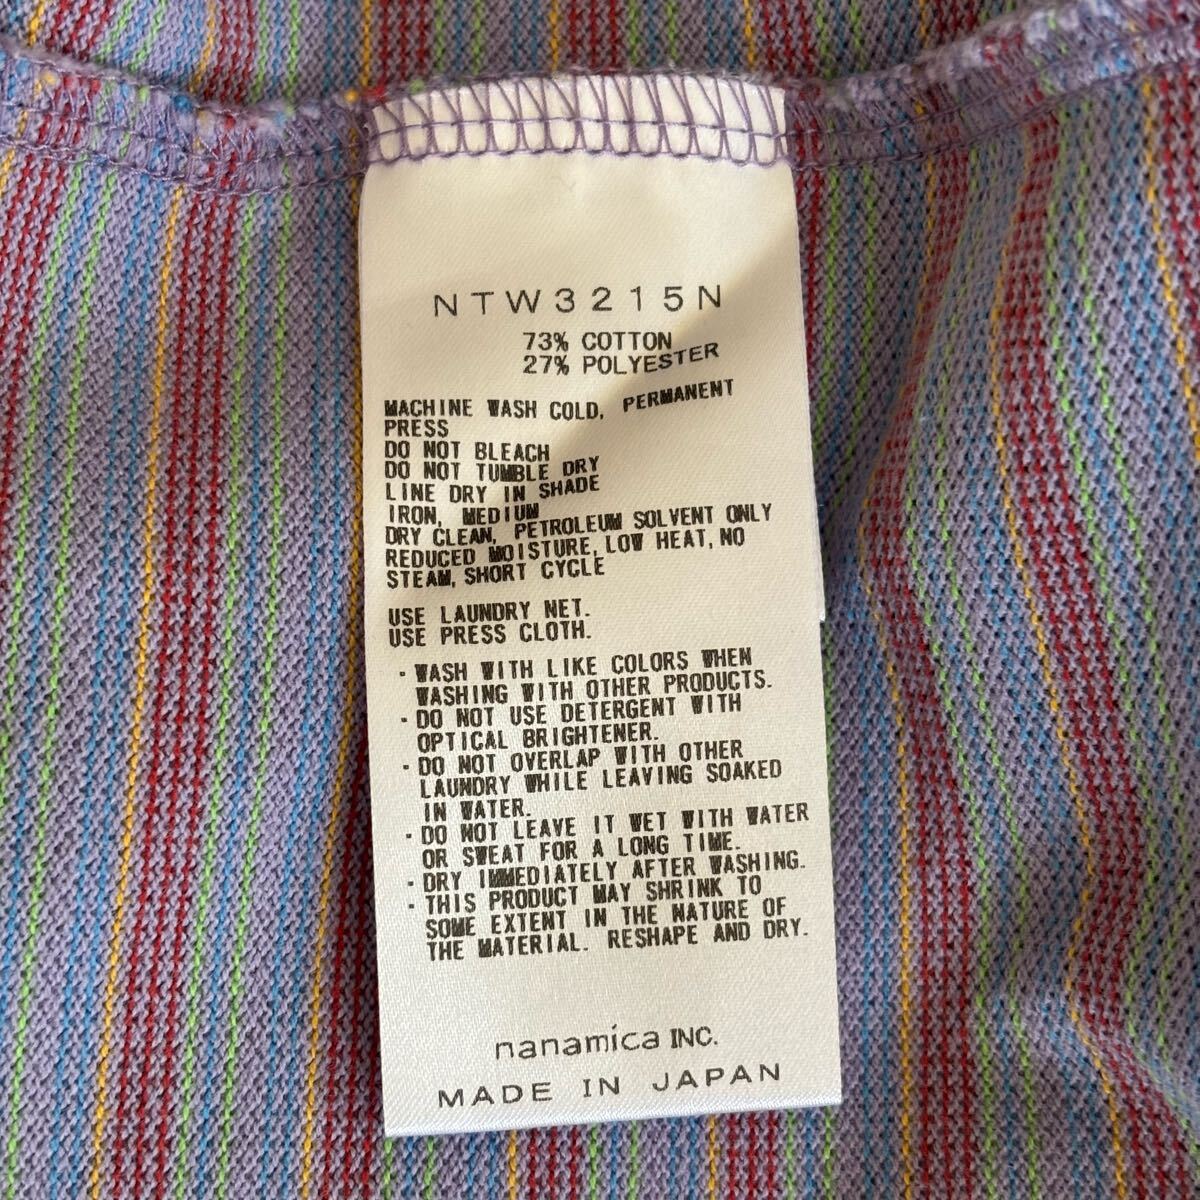 NTW3215N
73% COTTON
27% POLYESTER
MACHINE WASH COLD, PERMANENT
PRESS
DO NOT BLEACH
DO NOT TUMBLE DRY
LINE DRY IN SHADE
IRON, MEDIUM
DRY CLEAN, PETROLEUM SOLVENT ONLY
REDUCED MOISTURE, LOW HEAT, NO
STEAM, SHORT CYCLE
USE LAUNDRY NET.
USE PRESS CLOTH.
・WASH WITH LIKE COLORS WHEN
WASHING WITH OTHER PRODUCTS.
・DO NOT USE DETERGENT WITH
OPTICAL BRIGHTENER.
・DO NOT OVERLAP WITH OTHER
LAUNDRY WHILE LEAVING SOAKED
IN WATER.
・DO NOT LEAVE IT WET WITH WATER
OR SWEAT FOR A LONG TIME.
・DRY IMMEDIATELY AFTER WASHING.
・THIS PRODUCT MAY SHRINK TO
SOME EXTENT IN THE NATURE OF
THE MATERIAL. RESHAPE AND DRY.
nanamica INC.
MADE IN JAPAN